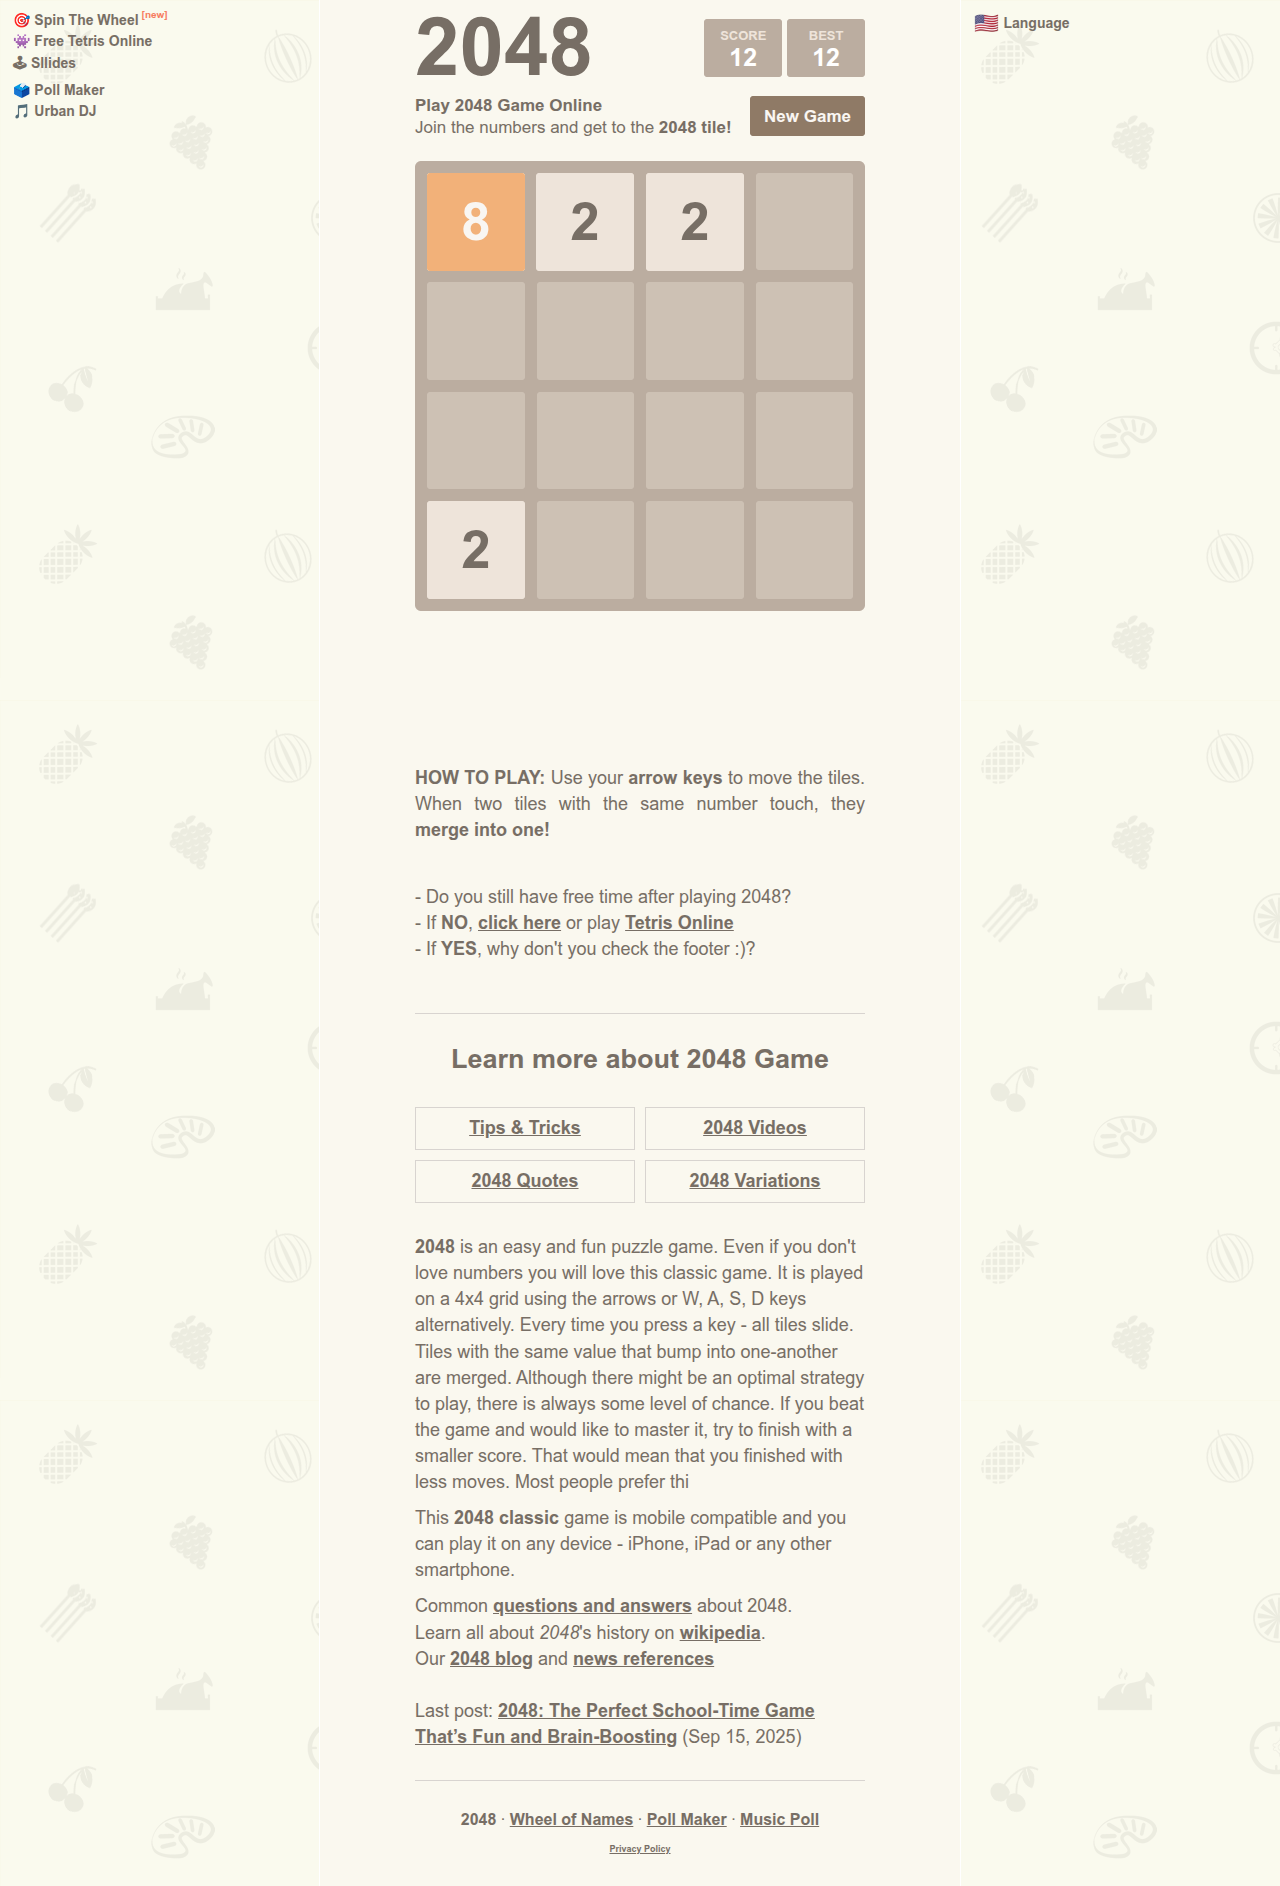 🎯 Spin The Wheel [new]
👾 Free Tetris Online
🕹 Sllides
🗳 Poll Maker
🎵 Urban DJ
2048
SCORE
12
BEST
12
🇺🇸 Language
Play 2048 Game Online
Join the numbers and get to the 2048 tile!
New Game
8 2 2
2
HOW TO PLAY: Use your arrow keys to move the tiles.
When two tiles with the same number touch, they
merge into one!
- Do you still have free time after playing 2048?
- If NO, click here or play Tetris Online
- If YES, why don't you check the footer :)?
Learn more about 2048 Game
Tips & Tricks
2048 Videos
2048 Quotes
2048 Variations
2048 is an easy and fun puzzle game. Even if you don't
love numbers you will love this classic game. It is played
on a 4x4 grid using the arrows or W, A, S, D keys
alternatively. Every time you press a key - all tiles slide.
Tiles with the same value that bump into one-another
are merged. Although there might be an optimal strategy
to play, there is always some level of chance. If you beat
the game and would like to master it, try to finish with a
smaller score. That would mean that you finished with
less moves. Most people prefer thi
This 2048 classic game is mobile compatible and you
can play it on any device - iPhone, iPad or any other
smartphone.
Common questions and answers about 2048.
Learn all about 2048's history on wikipedia.
Our 2048 blog and news references
Last post: 2048: The Perfect School-Time Game
That’s Fun and Brain-Boosting (Sep 15, 2025)
2048 · Wheel of Names · Poll Maker · Music Poll
Privacy Policy